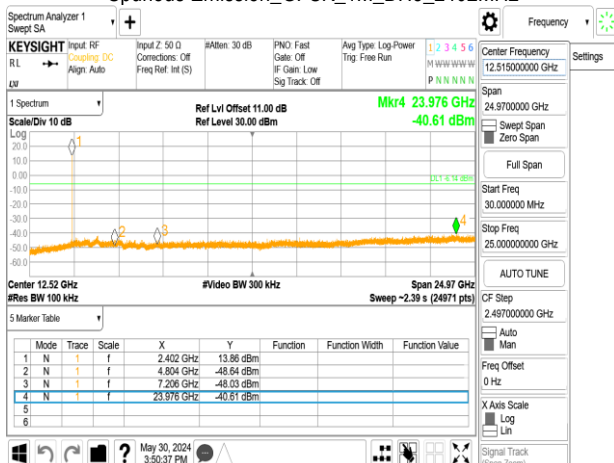 Spectrum Analyzer 1
Swept SA
Frequency
KEYSIGHT
RL
Input: RF
Coupling: DC
Align: Auto
Input Z: 50 Ω
Corrections: Off
Freq Ref: Int (S)
#Atten: 30 dB
PNO: Fast
Gate: Off
IF Gain: Low
Sig Track: Off
Avg Type: Log-Power
Trig: Free Run
1 2 3 4 5 6
M W W W W W
P N N N N N
1 Spectrum
Scale/Div 10 dB
Ref Lvl Offset 11.00 dB
Ref Level 30.00 dBm
Mkr4 23.976 GHz
-40.61 dBm
Log
20.0
10.0
0.00
-10.0
-20.0
-30.0
-40.0
-50.0
-60.0
1
2
3
4
Center 12.52 GHz
#Res BW 100 kHz
#Video BW 300 kHz
Span 24.97 GHz
Sweep ~2.39 s (24971 pts)
5 Marker Table
Mode Trace Scale X Y Function Function Width Function Value
1 N 1 f 2.402 GHz 13.86 dBm
2 N 1 f 4.804 GHz -48.64 dBm
3 N 1 f 7.206 GHz -48.03 dBm
4 N 1 f 23.976 GHz -40.61 dBm
5
6
May 30, 2024
3:50:37 PM
Settings
Center Frequency
12.515000000 GHz
Span
24.9700000 GHz
Swept Span
Zero Span
Full Span
Start Freq
30.000000 MHz
Stop Freq
25.000000000 GHz
AUTO TUNE
CF Step
2.497000000 GHz
Auto
Man
Freq Offset
0 Hz
X Axis Scale
Log
Lin
Signal Track